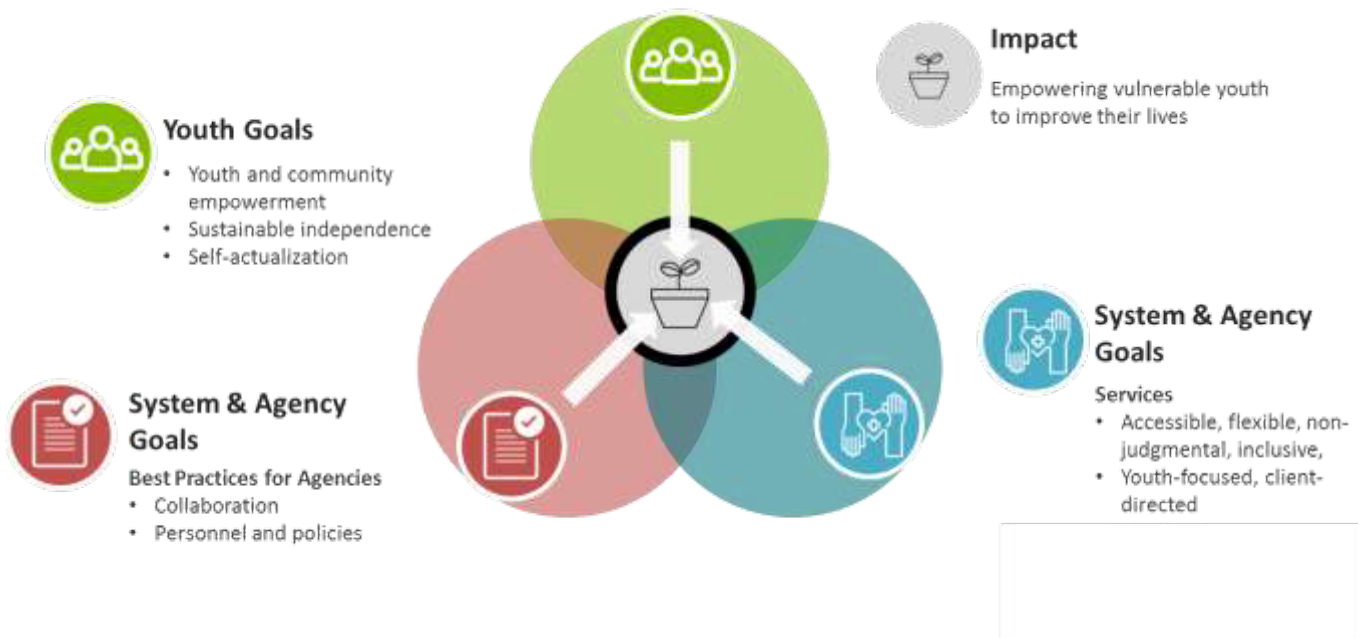 Impact
Empowering vulnerable youth
to improve their lives
Youth Goals
• Youth and community
empowerment
• Sustainable independence
• Self-actualization
System & Agency
Goals
Services
• Accessible, flexible, non-
judgmental, inclusive,
• Youth-focused, client-
directed
System & Agency
Goals
Best Practices for Agencies
• Collaboration
• Personnel and policies